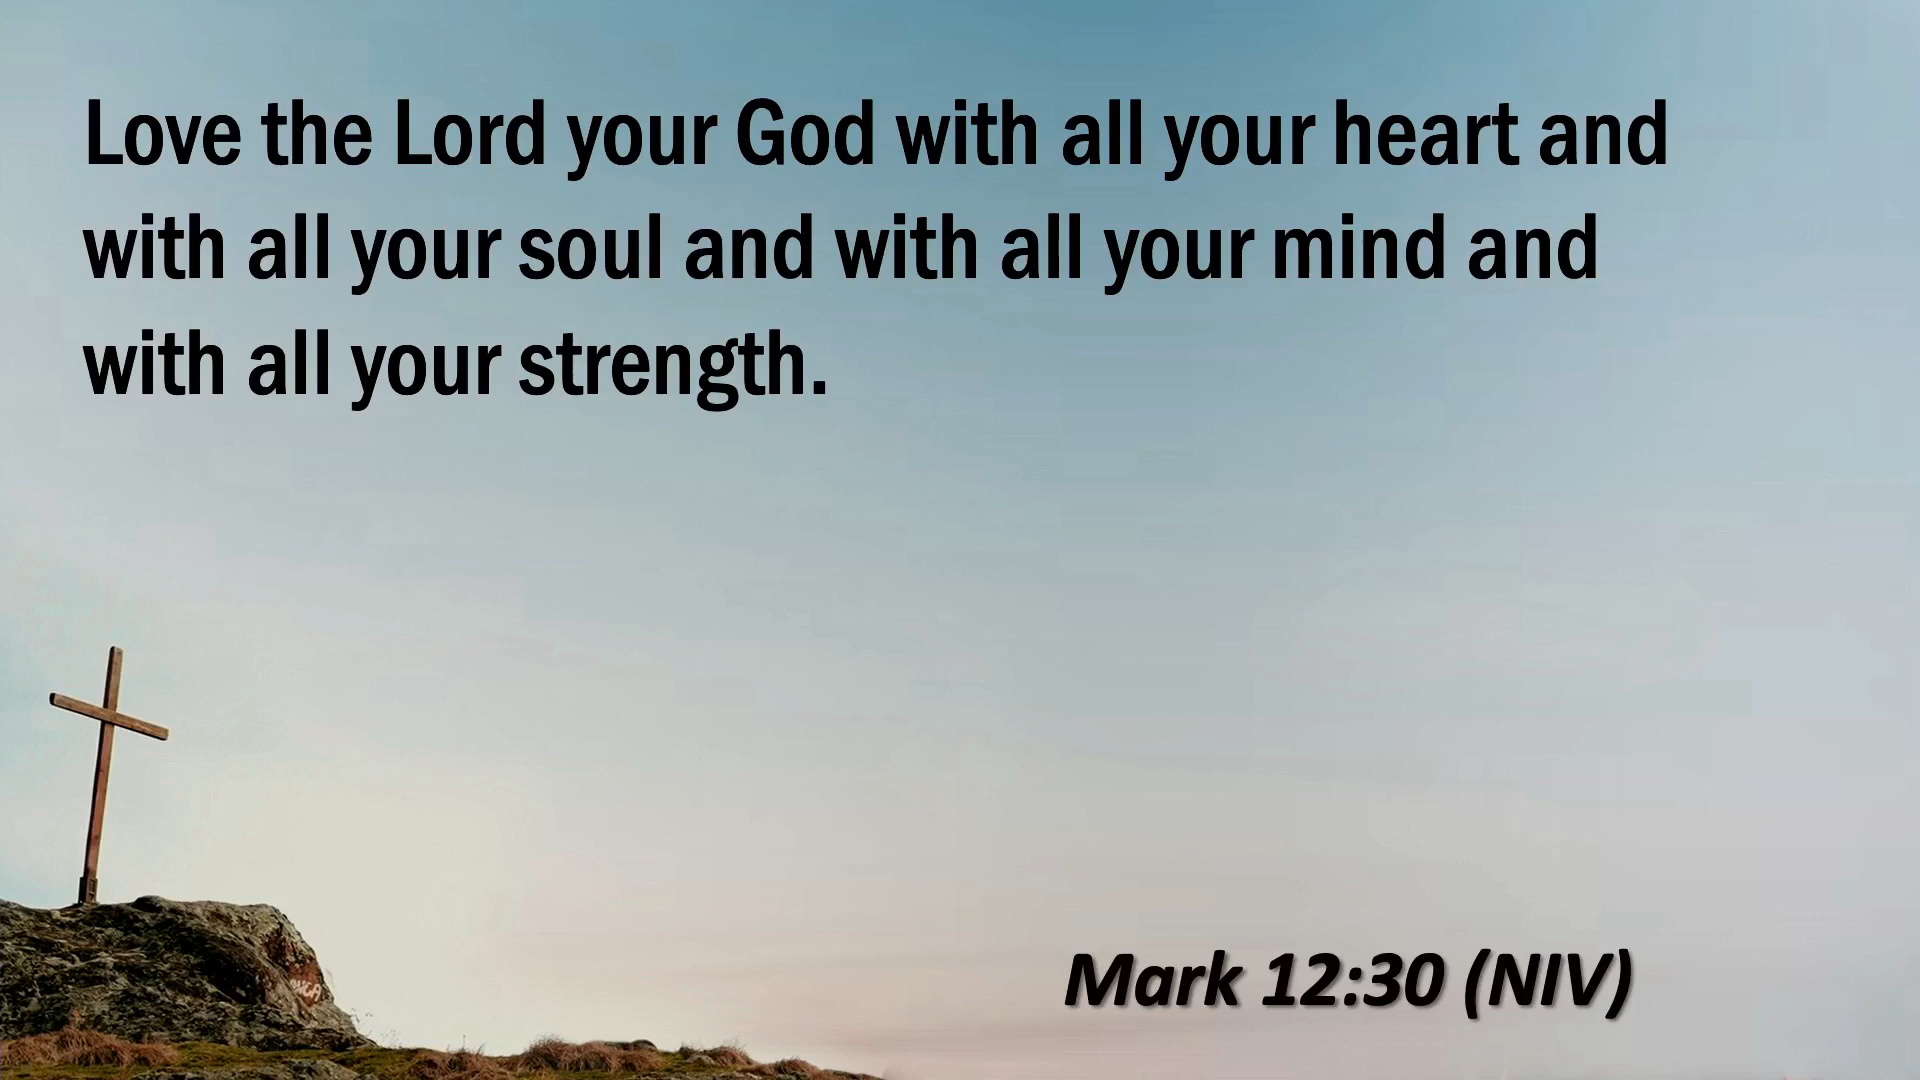 Love the Lord your God with all your heart and
with all your soul and with all your mind and
with all your strength.
Mark 12:30 (NIV)